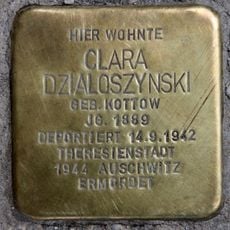 HIER WOHNTE
CLARA
DZIALOSZYNSKI
GEB. KOTTOW
JG. 1889
DEPORTIERT 14.9.1942
THERESIENSTADT
1944 AUSCHWITZ
ERMORDET